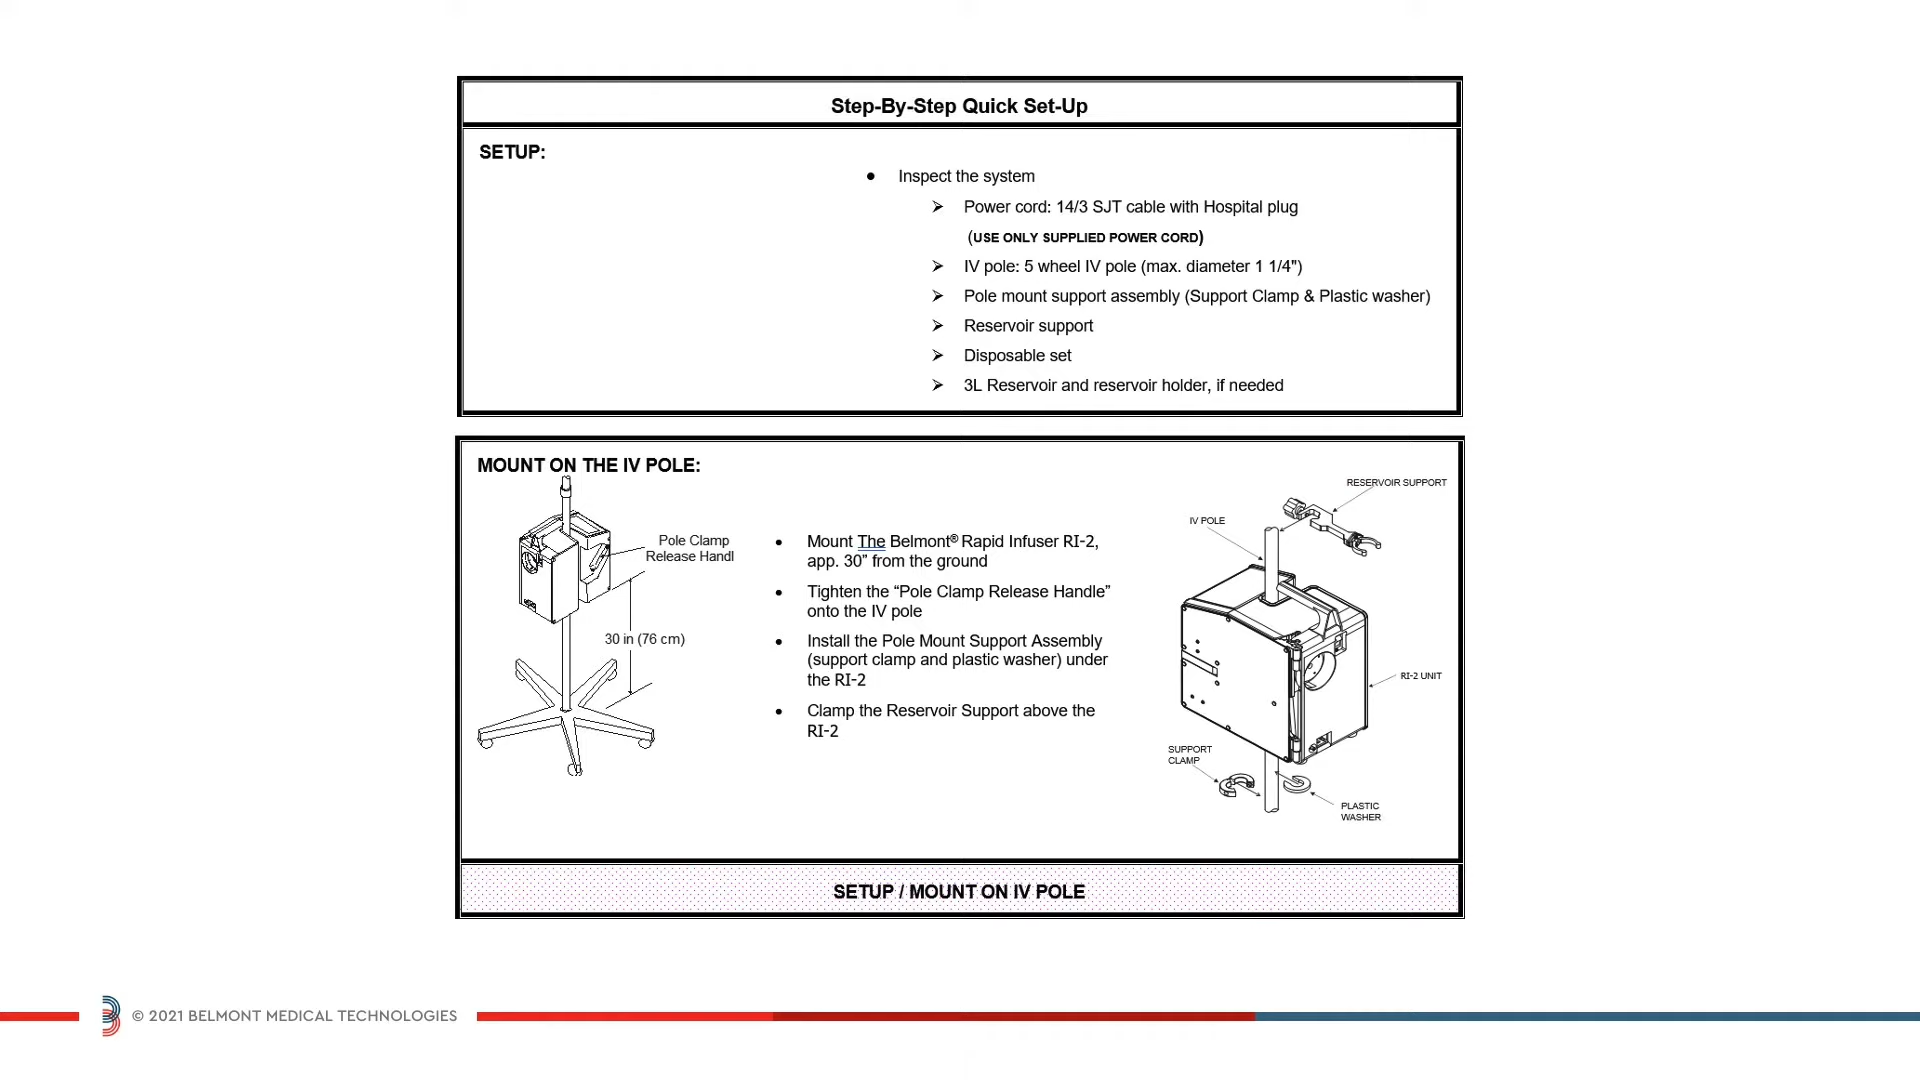 Step-By-Step Quick Set-Up
SETUP:
● Inspect the system
➢ Power cord: 14/3 SJT cable with Hospital plug
(USE ONLY SUPPLIED POWER CORD)
➢ IV pole: 5 wheel IV pole (max. diameter 1 1/4")
➢ Pole mount support assembly (Support Clamp & Plastic washer)
➢ Reservoir support
➢ Disposable set
➢ 3L Reservoir and reservoir holder, if needed
MOUNT ON THE IV POLE:
Pole Clamp
Release Handl
30 in (76 cm)
• Mount The Belmont® Rapid Infuser RI-2,
app. 30” from the ground
• Tighten the “Pole Clamp Release Handle”
onto the IV pole
• Install the Pole Mount Support Assembly
(support clamp and plastic washer) under
the RI-2
• Clamp the Reservoir Support above the
RI-2
RESERVOIR SUPPORT
IV POLE
RI-2 UNIT
SUPPORT
CLAMP
PLASTIC
WASHER
SETUP / MOUNT ON IV POLE
© 2021 BELMONT MEDICAL TECHNOLOGIES